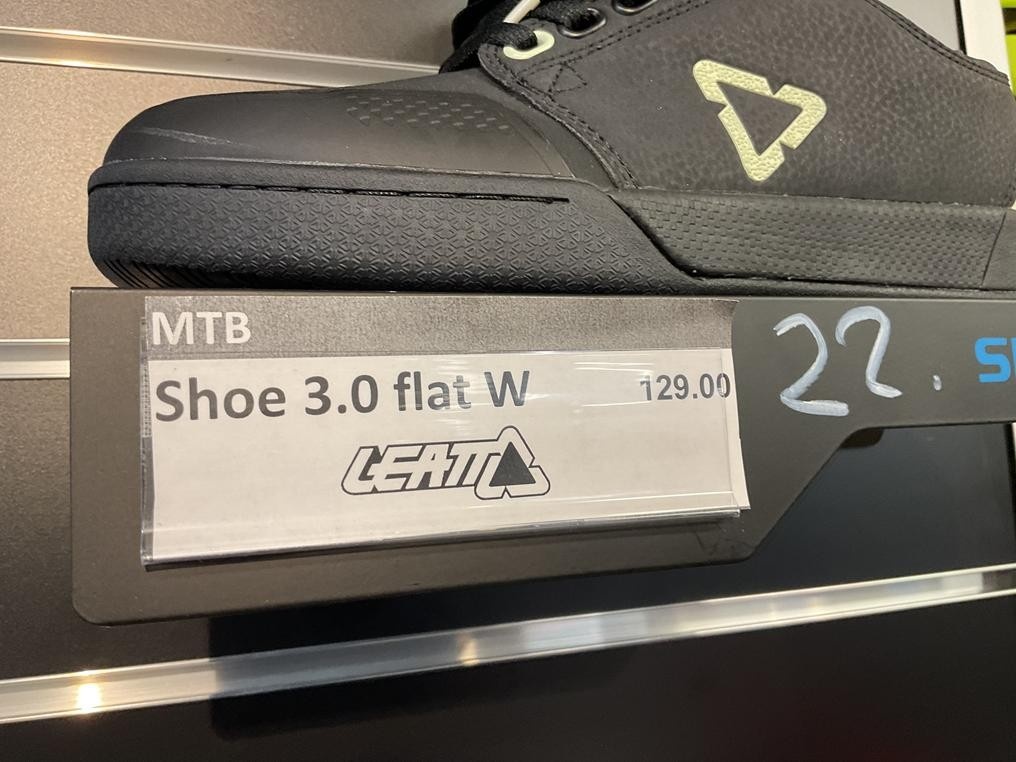 MTB
Shoe 3.0 flat W 129.00
LEATT
22.